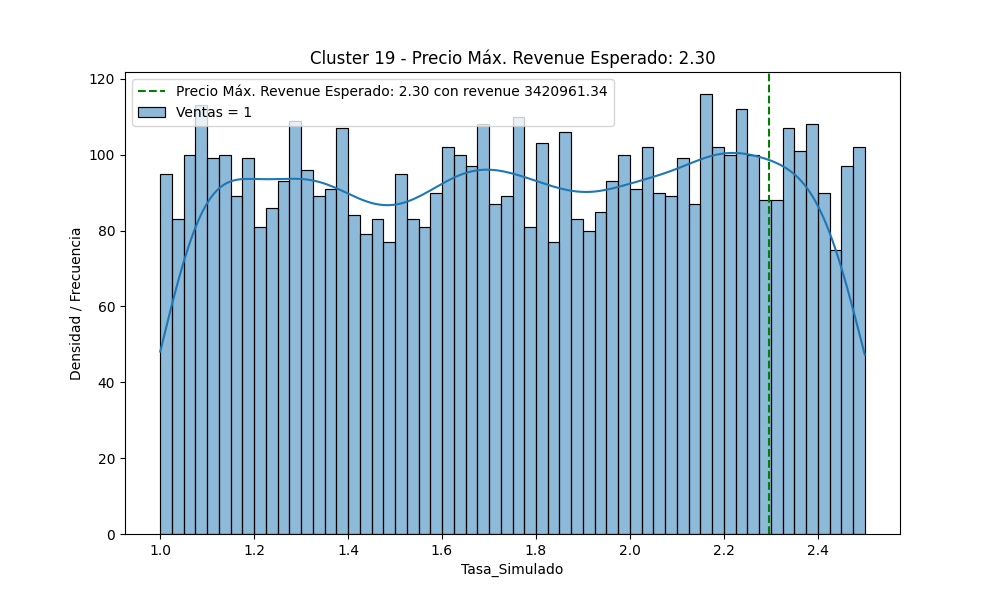 Cluster 19 - Precio Máx. Revenue Esperado: 2.30
Precio Máx. Revenue Esperado: 2.30 con revenue 3420961.34
Ventas = 1
Densidad / Frecuencia
120
100
80
60
40
20
0
1.0 1.2 1.4 1.6 1.8 2.0 2.2 2.4
Tasa_Simulado